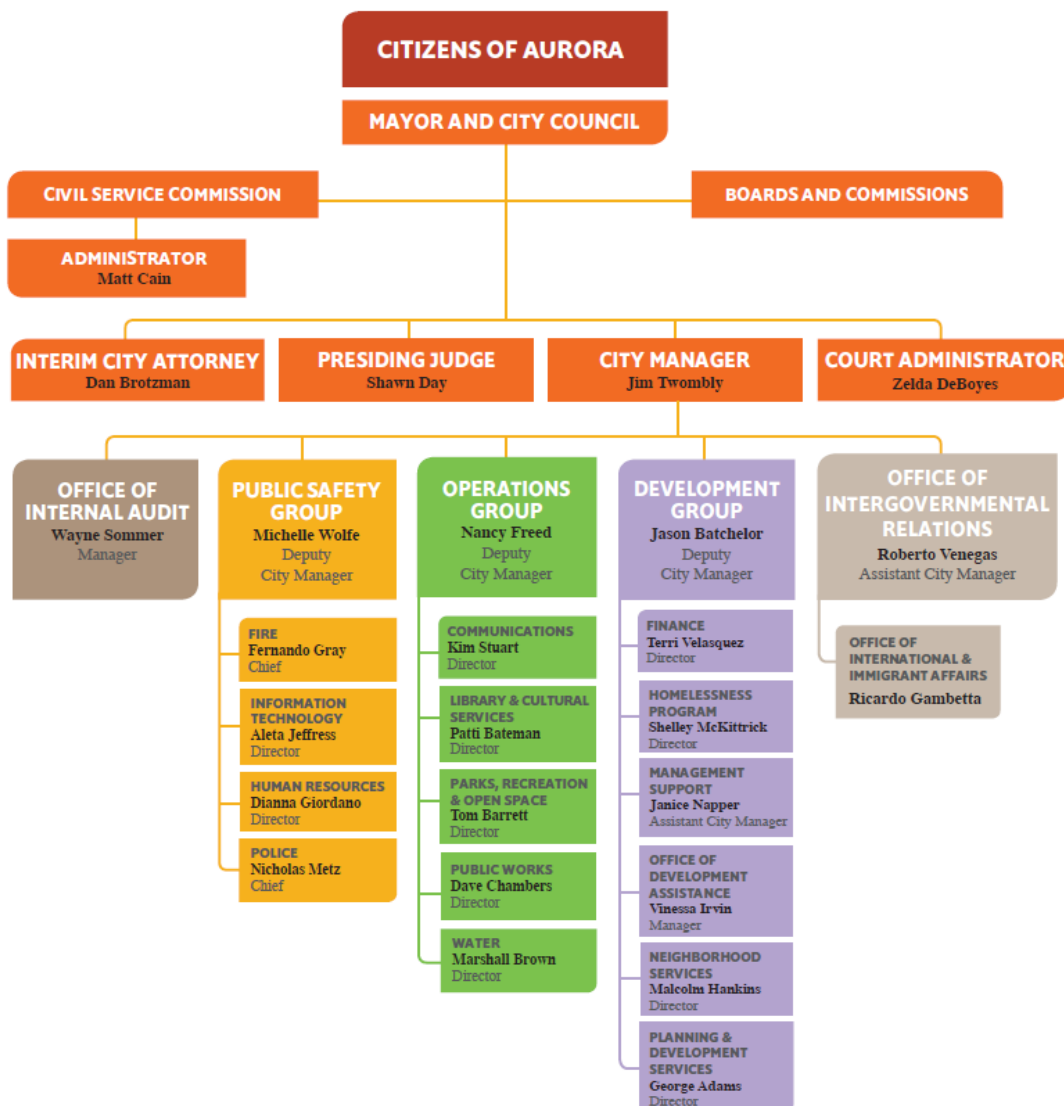 CITIZENS OF AURORA
MAYOR AND CITY COUNCIL
CIVIL SERVICE COMMISSION
BOARDS AND COMMISSIONS
ADMINISTRATOR
Matt Cain
INTERIM CITY ATTORNEY
Dan Brotzman
PRESIDING JUDGE
Shawn Day
CITY MANAGER
Jim Twombly
COURT ADMINISTRATOR
Zelda DeBoyes
OFFICE OF
INTERNAL AUDIT
Wayne Sommer
Manager
PUBLIC SAFETY
GROUP
Michelle Wolfe
Deputy
City Manager
FIRE
Fernando Gray
Chief
INFORMATION
TECHNOLOGY
Aleta Jeffress
Director
HUMAN RESOURCES
Dianna Giordano
Director
POLICE
Nicholas Metz
Chief
OPERATIONS
GROUP
Nancy Freed
Deputy
City Manager
COMMUNICATIONS
Kim Stuart
Director
LIBRARY & CULTURAL
SERVICES
Patti Bateman
Director
PARKS, RECREATION
& OPEN SPACE
Tom Barrett
Director
PUBLIC WORKS
Dave Chambers
Director
WATER
Marshall Brown
Director
DEVELOPMENT
GROUP
Jason Batchelor
Deputy
City Manager
FINANCE
Terri Velasquez
Director
HOMELESSNESS
PROGRAM
Shelley McKittrick
Director
MANAGEMENT
SUPPORT
Janice Napper
Assistant City Manager
OFFICE OF
DEVELOPMENT
ASSISTANCE
Vinessa Irvin
Manager
NEIGHBORHOOD
SERVICES
Malcolm Hankins
Director
PLANNING &
DEVELOPMENT
SERVICES
George Adams
Director
OFFICE OF
INTERGOVERNMENTAL
RELATIONS
Roberto Venegas
Assistant City Manager
OFFICE OF
INTERNATIONAL &
IMMIGRANT AFFAIRS
Ricardo Gambetta